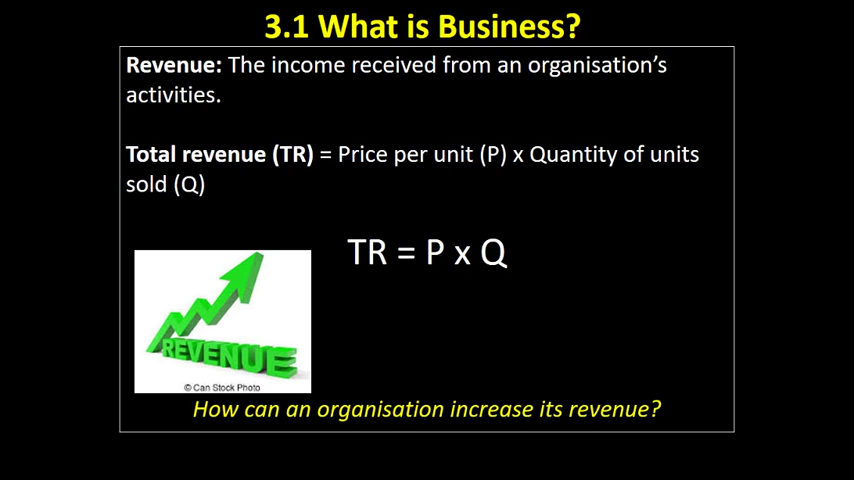 3.1 What is Business?
Revenue: The income received from an organisation's
activities.
Total revenue (TR) = Price per unit (P) x Quantity of units
sold (Q)
TR = P x Q
REVENUE
© Can Stock Photo
How can an organisation increase its revenue?